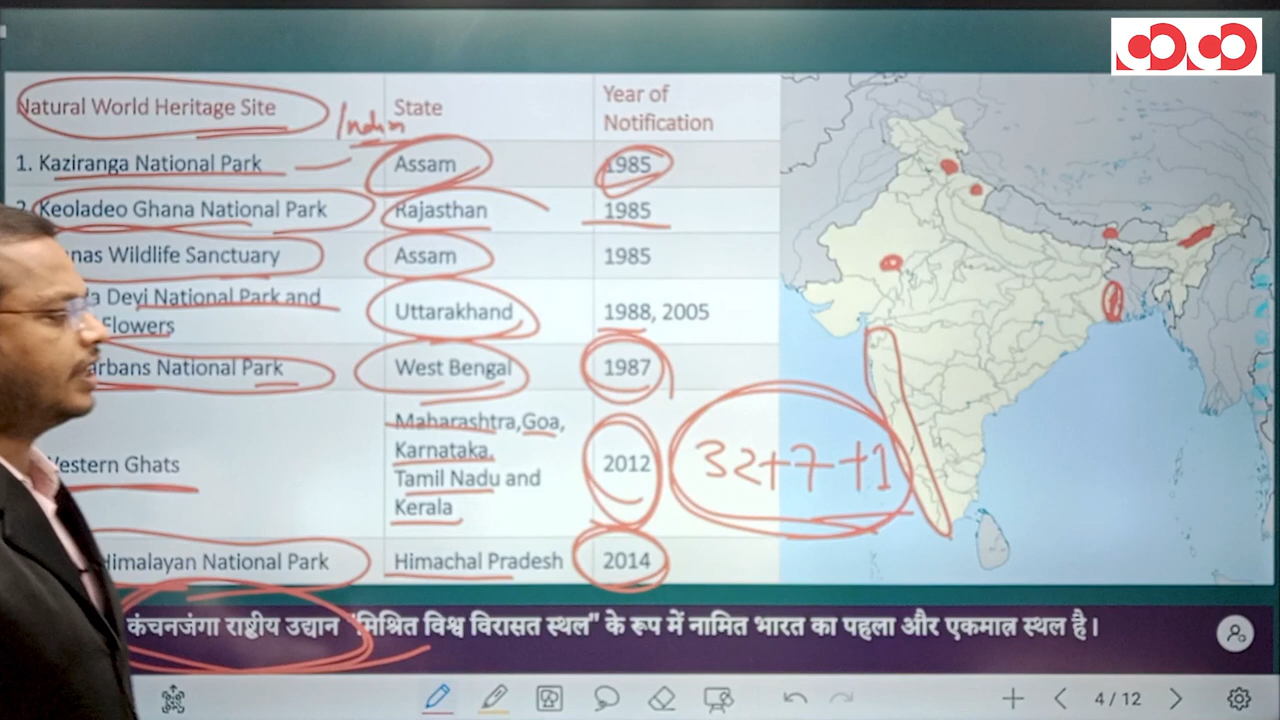 Natural World Heritage Site State Year of
Notification
Indian
1. Kaziranga National Park Assam 1985
2. Keoladeo Ghana National Park Rajasthan 1985
nas Wildlife Sanctuary Assam 1985
a Devi National Park and
Flowers Uttarakhand 1988, 2005
arbans National Park West Bengal 1987
Western Ghats Maharashtra,Goa,
Karnataka,
Tamil Nadu and
Kerala 2012
32+7+1
Himalayan National Park Himachal Pradesh 2014
कंचनजंगा राष्ट्रीय उद्यान "मिश्रित विश्व विरासत स्थल" के रूप में नामित भारत का पहला और एकमात्र स्थल है।
4 / 12